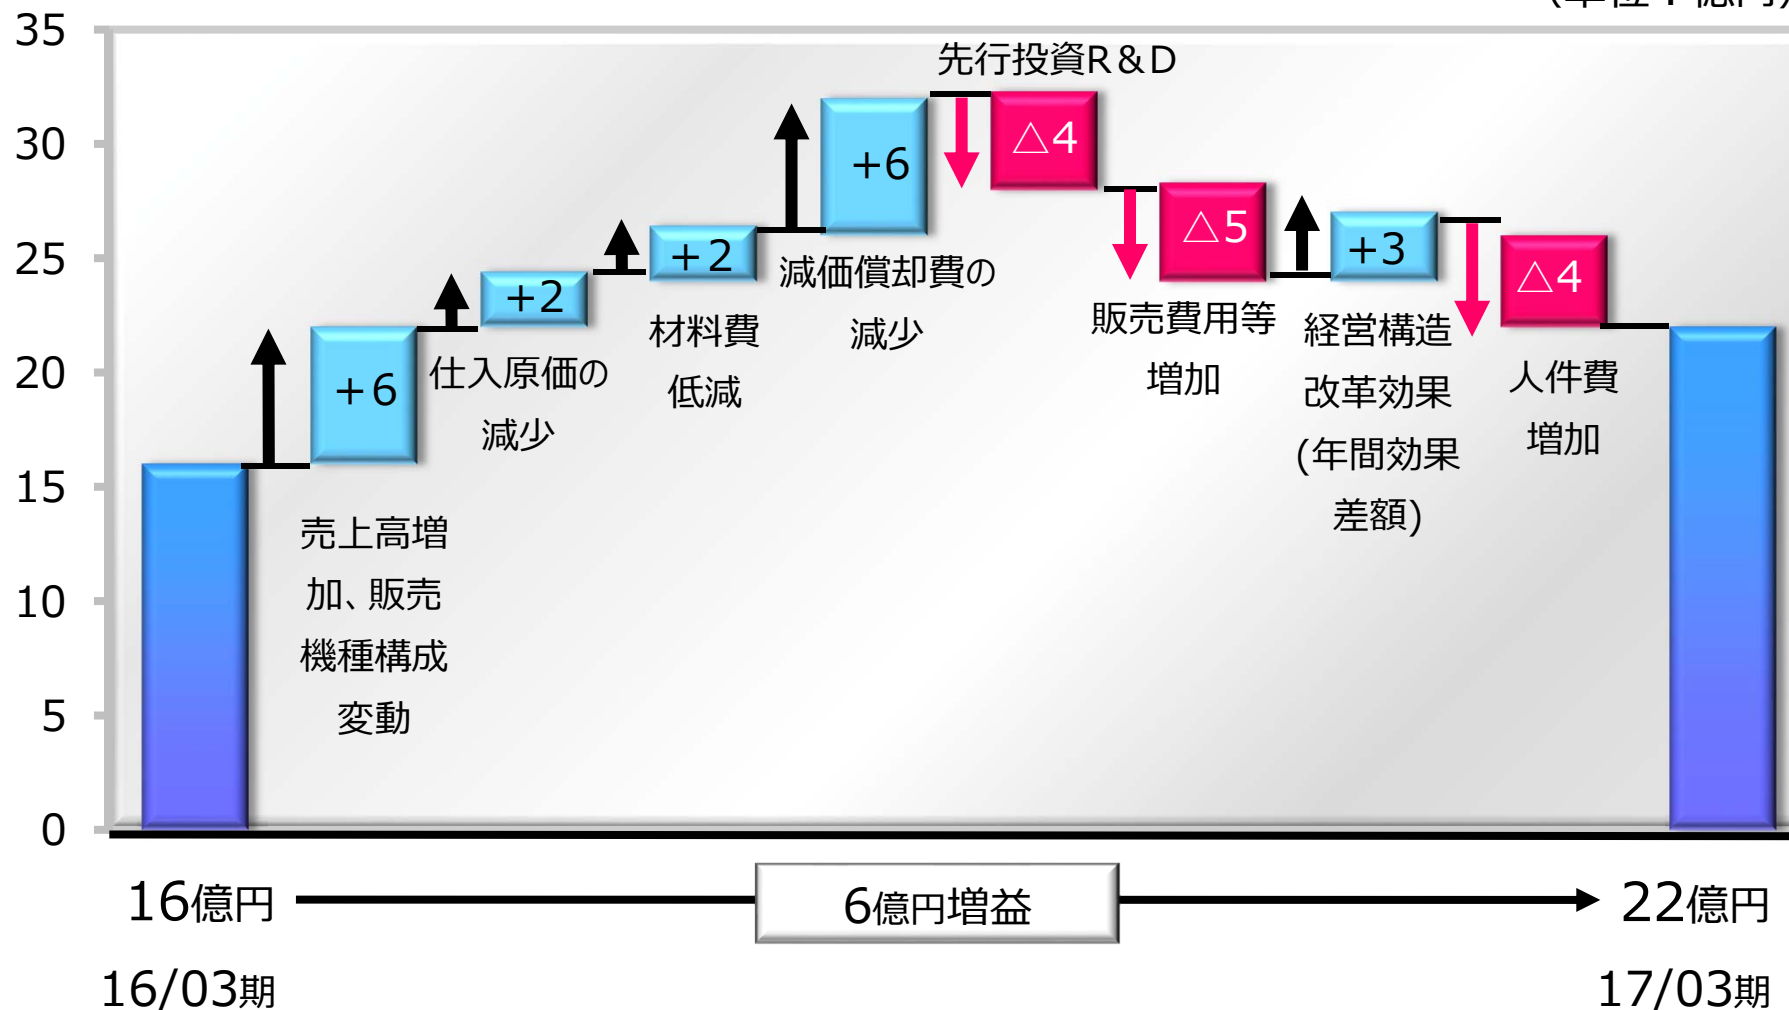 (単位：億円)
35
30
25
20
15
10
5
0
+6
売上高増
加、販売
機種構成
変動
+2
仕入原価の
減少
+2
材料費
低減
+6
減価償却費の
減少
先行投資R＆D
△4
△5
販売費用等
増加
+3
経営構造
改革効果
(年間効果
差額)
△4
人件費
増加
16億円
6億円増益
22億円
16/03期
17/03期